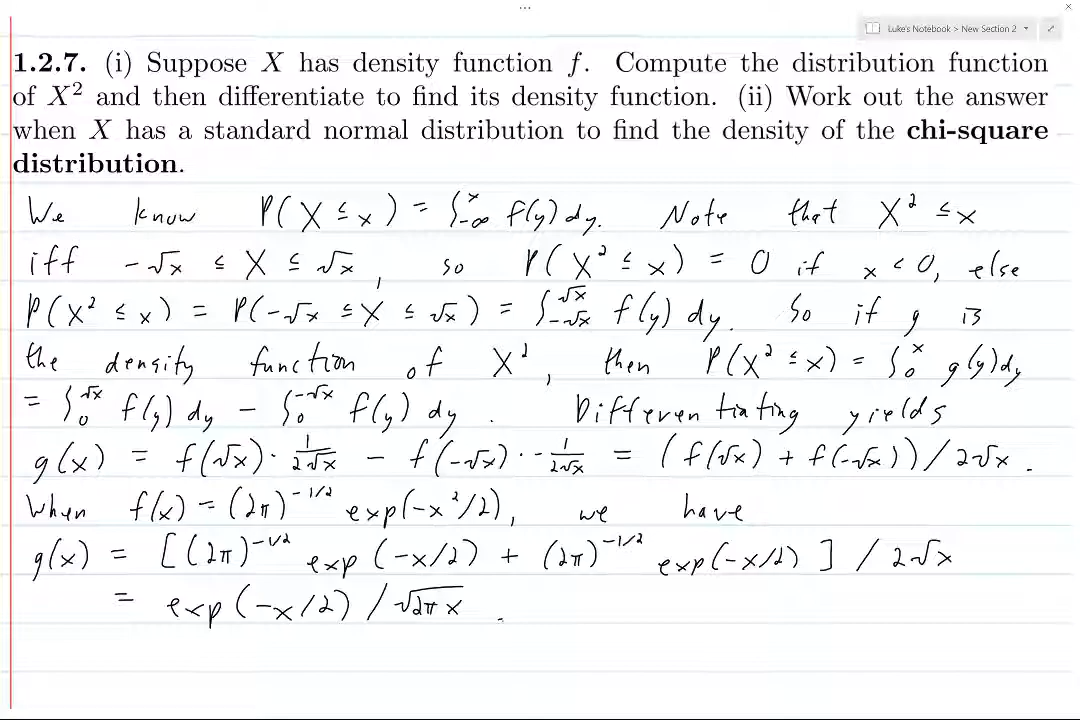 ...
Luke's Notebook > New Section 2
1.2.7. (i) Suppose X has density function f. Compute the distribution function
of X² and then differentiate to find its density function. (ii) Work out the answer
when X has a standard normal distribution to find the density of the chi-square
distribution.
We know P(X ≤ x) = ∫_{-∞}^x f(y) dy. Note that X² ≤ x
iff -√x ≤ X ≤ √x, so P(X² ≤ x) = 0 if x < 0, else
P(X² ≤ x) = P(-√x ≤ X ≤ √x) = ∫_{-√x}^{√x} f(y) dy. So if g is
the density function of X², then P(X² ≤ x) = ∫_0^x g(y) dy
= ∫_0^{√x} f(y) dy - ∫_0^{-√x} f(y) dy. Differentiating yields
g(x) = f(√x) · 1/(2√x) - f(-√x) · -1/(2√x) = (f(√x) + f(-√x)) / 2√x.
When f(x) = (2π)^{-1/2} exp(-x²/2), we have
g(x) = [(2π)^{-1/2} exp(-x/2) + (2π)^{-1/2} exp(-x/2)] / 2√x
= exp(-x/2) / √(2πx).